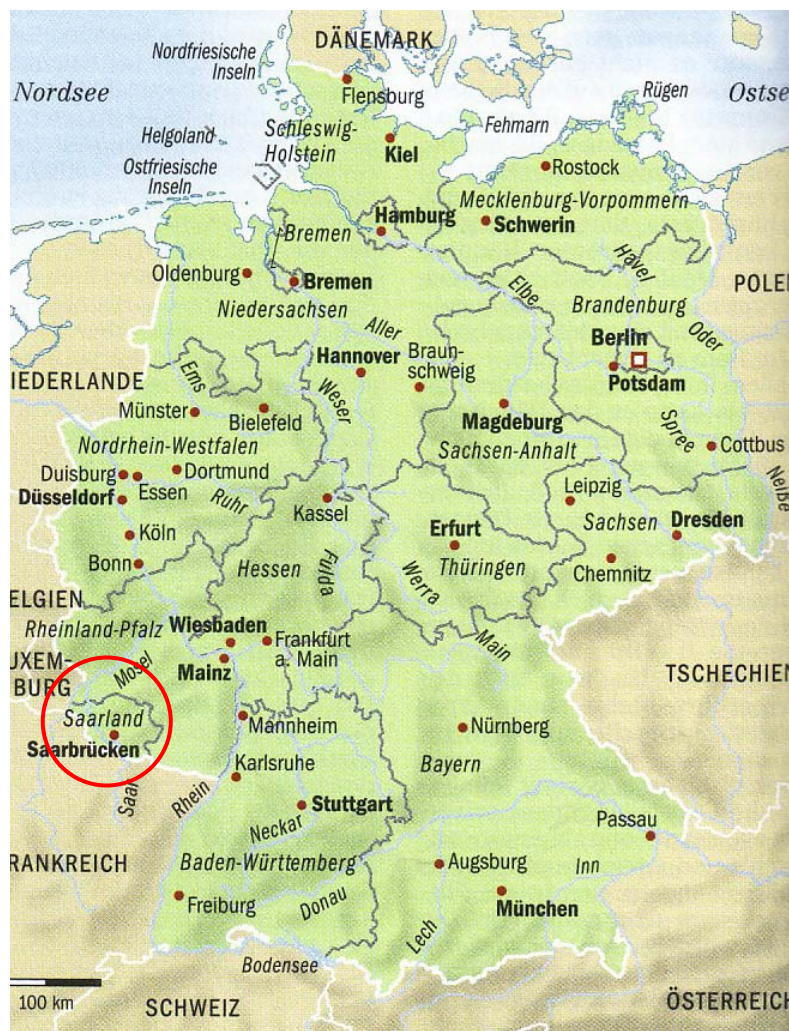 DÄNEMARK
Nordfriesische
Inseln
Nordsee
Flensburg
Rügen
Ostse
Helgoland
Schleswig-
Holstein
Fehmarn
Kiel
Ostfriesische
Inseln
Rostock
Mecklenburg-Vorpommern
Hamburg
Schwerin
Bremen
Havel
Oldenburg
Bremen
Elbe
POLEN
Niedersachsen
Brandenburg
Aller
Oder
Berlin
Hannover
Braun-
schweig
IEDERLANDE
Ems
Weser
Potsdam
Münster
Bielefeld
Magdeburg
Spree
Nordrhein-Westfalen
Sachsen-Anhalt
Cottbus
Duisburg
Dortmund
Neiße
Düsseldorf
Essen
Ruhr
Kassel
Leipzig
Sachsen
Dresden
Köln
Erfurt
Bonn
Hessen
Fulda
Werra
Thüringen
Chemnitz
ELGIEN
Rheinland-Pfalz
Wiesbaden
Frankfurt
a. Main
Main
UXEM-
BURG
Mosel
Mainz
TSCHECHIEN
Saarland
Mannheim
Nürnberg
Saarbrücken
Karlsruhe
Bayern
Saar
Rhein
Stuttgart
Neckar
Passau
RANKREICH
Baden-Württemberg
Augsburg
Inn
Freiburg
Donau
München
Lech
Bodensee
100 km
SCHWEIZ
ÖSTERREICH